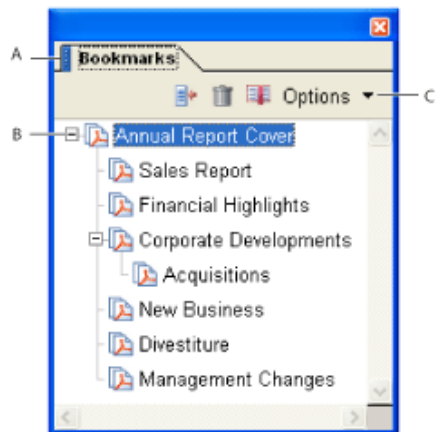 A
Bookmarks
Options
C
B
Annual Report Cover
Sales Report
Financial Highlights
Corporate Developments
Acquisitions
New Business
Divestiture
Management Changes